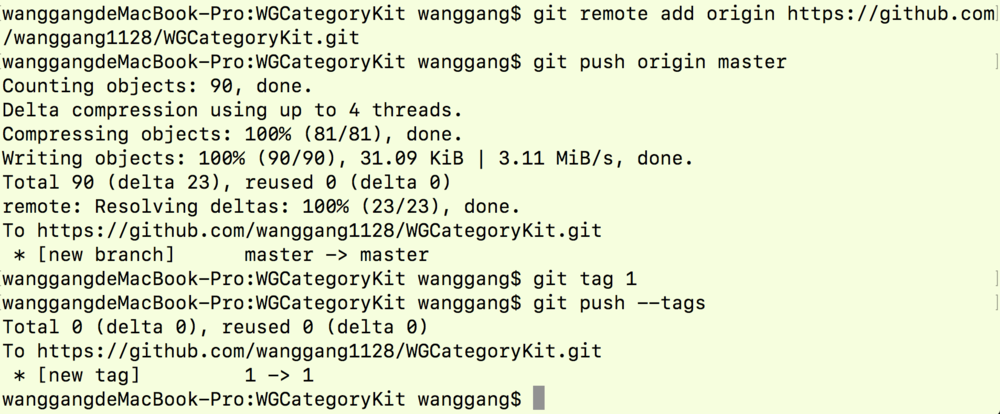 wanggangdeMacBook-Pro:WGCategoryKit wanggang$ git remote add origin https://github.com
/wanggang1128/WGCategoryKit.git
[wanggangdeMacBook-Pro:WGCategoryKit wanggang$ git push origin master ]
Counting objects: 90, done.
Delta compression using up to 4 threads.
Compressing objects: 100% (81/81), done.
Writing objects: 100% (90/90), 31.09 KiB | 3.11 MiB/s, done.
Total 90 (delta 23), reused 0 (delta 0)
remote: Resolving deltas: 100% (23/23), done.
To https://github.com/wanggang1128/WGCategoryKit.git
 * [new branch]      master -> master
[wanggangdeMacBook-Pro:WGCategoryKit wanggang$ git tag 1 ]
[wanggangdeMacBook-Pro:WGCategoryKit wanggang$ git push --tags ]
Total 0 (delta 0), reused 0 (delta 0)
To https://github.com/wanggang1128/WGCategoryKit.git
 * [new tag]         1 -> 1
wanggangdeMacBook-Pro:WGCategoryKit wanggang$